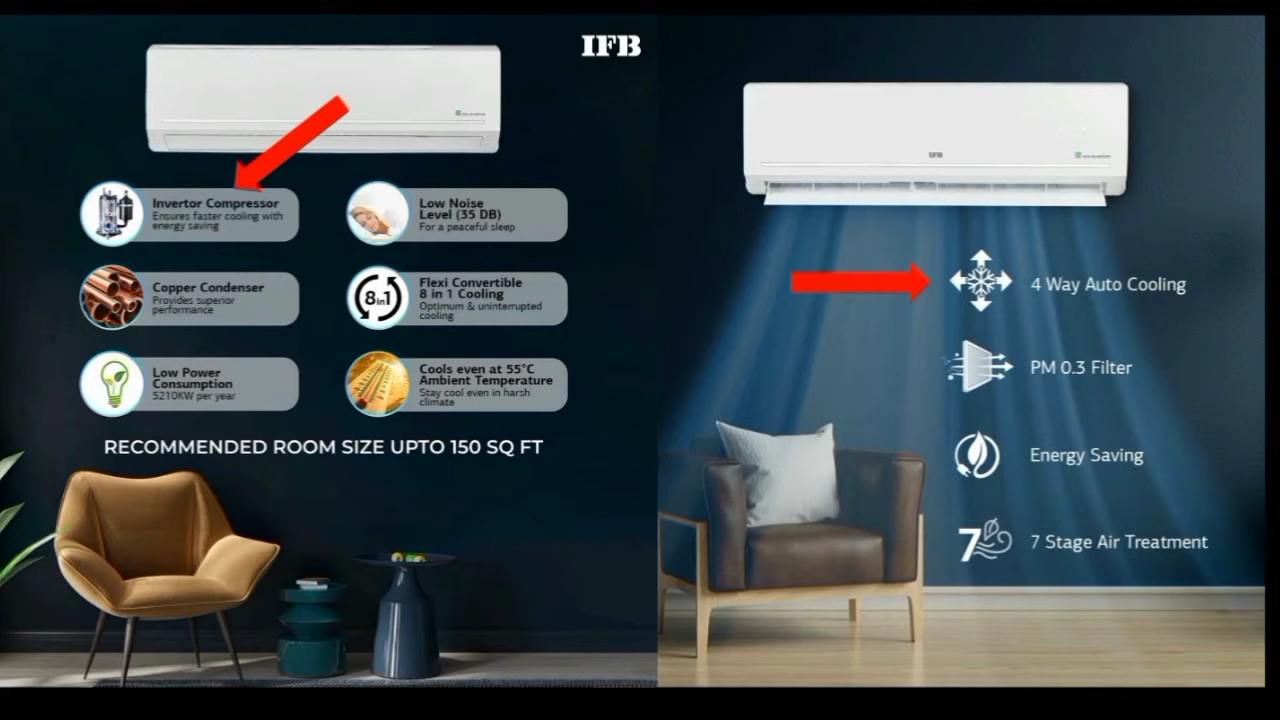 IFB
Invertor Compressor
Ensures faster cooling with
energy saving
Low Noise
Level (35 DB)
For a peaceful sleep
Copper Condenser
Provides superior
performance
8in1
Flexi Convertible
8 in 1 Cooling
Optimum & uninterrupted
cooling
Low Power
Consumption
5210KW per year
Cools even at 55°C
Ambient Temperature
Stay cool even in harsh
climate
RECOMMENDED ROOM SIZE UPTO 150 SQ FT
IFB
4 Way Auto Cooling
PM 0.3 Filter
Energy Saving
7
7 Stage Air Treatment